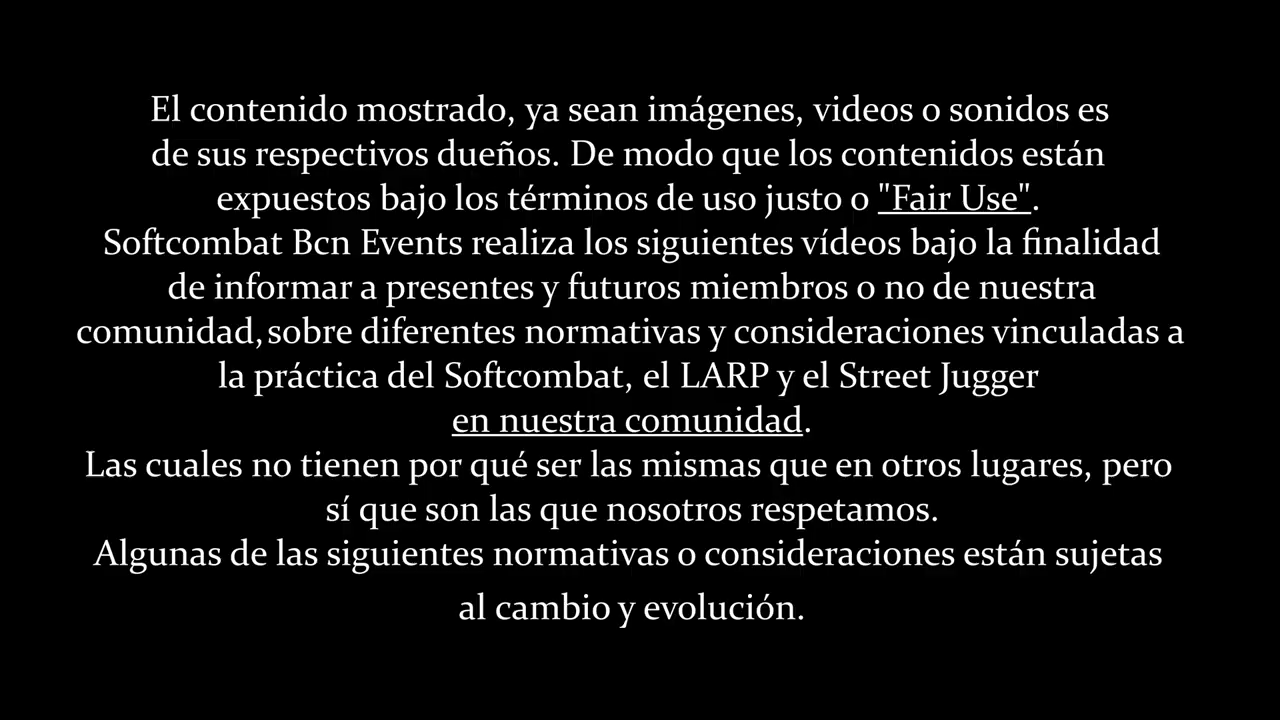 El contenido mostrado, ya sean imágenes, videos o sonidos es
de sus respectivos dueños. De modo que los contenidos están
expuestos bajo los términos de uso justo o "Fair Use".
Softcombat Bcn Events realiza los siguientes vídeos bajo la finalidad
de informar a presentes y futuros miembros o no de nuestra
comunidad, sobre diferentes normativas y consideraciones vinculadas a
la práctica del Softcombat, el LARP y el Street Jugger
en nuestra comunidad.
Las cuales no tienen por qué ser las mismas que en otros lugares, pero
sí que son las que nosotros respetamos.
Algunas de las siguientes normativas o consideraciones están sujetas
al cambio y evolución.